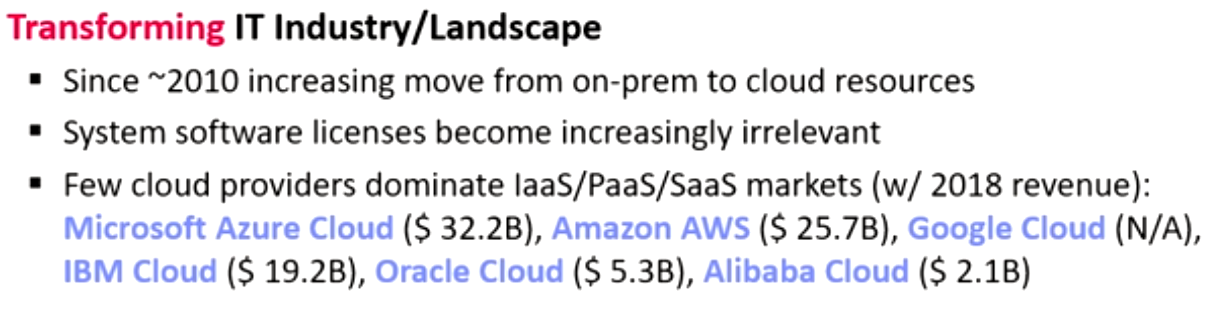 Transforming IT Industry/Landscape
▪ Since ~2010 increasing move from on-prem to cloud resources
▪ System software licenses become increasingly irrelevant
▪ Few cloud providers dominate IaaS/PaaS/SaaS markets (w/ 2018 revenue):
Microsoft Azure Cloud ($ 32.2B), Amazon AWS ($ 25.7B), Google Cloud (N/A),
IBM Cloud ($ 19.2B), Oracle Cloud ($ 5.3B), Alibaba Cloud ($ 2.1B)